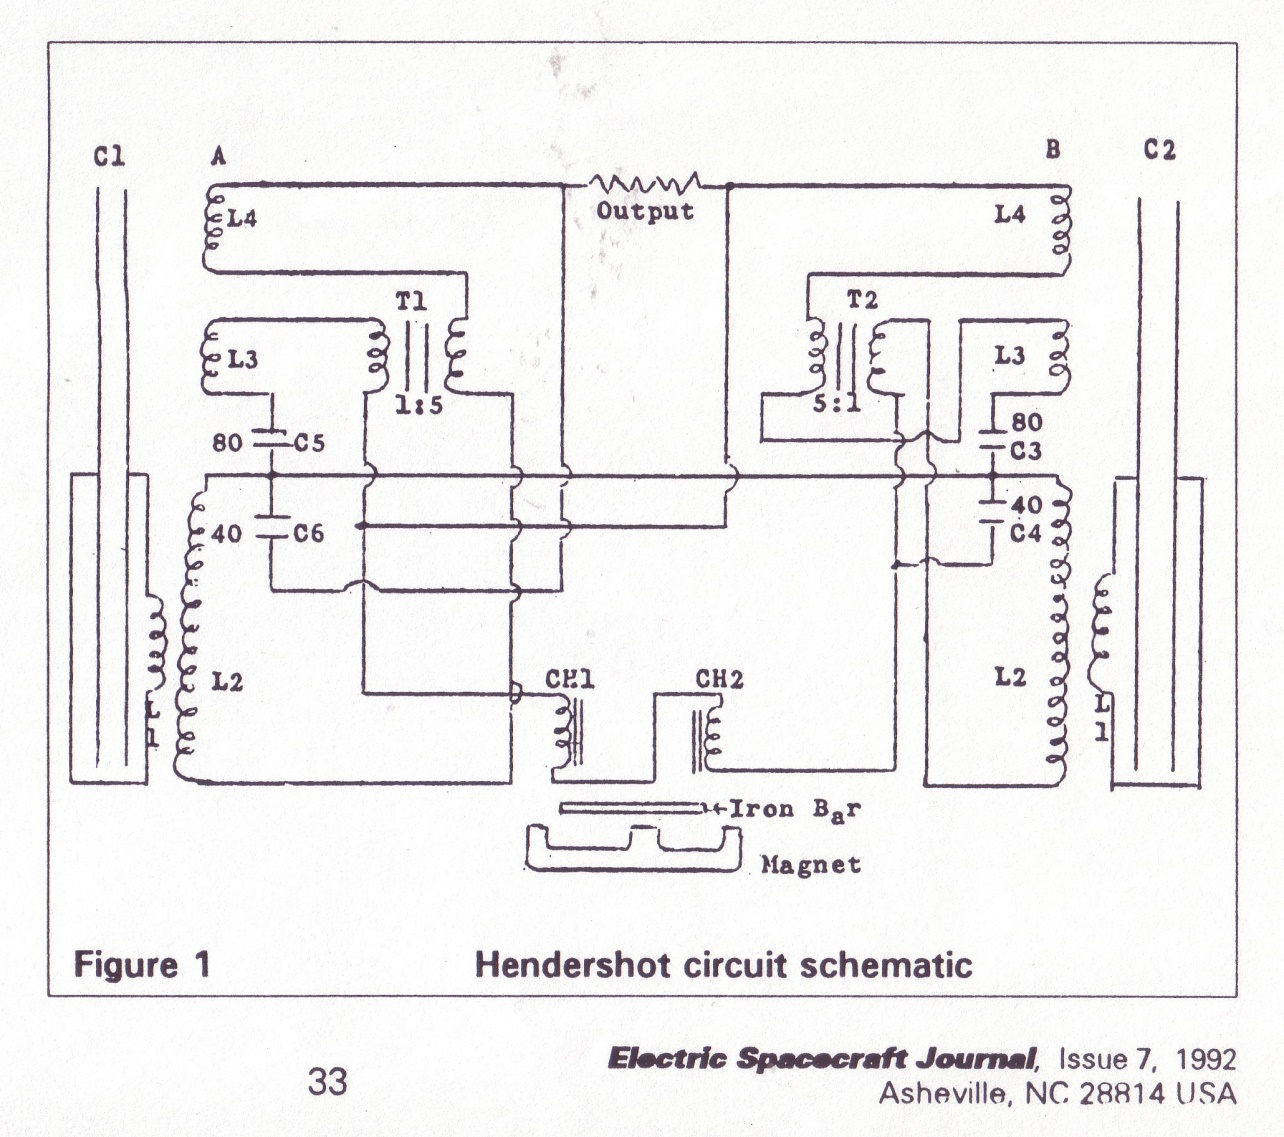 C1
A
B
C2
L4
Output
L4
T1
T2
L3
L3
1:5
5:1
80
C5
80
C3
40
C6
40
C4
L2
CH1
CH2
L2
L
1
L
1
←Iron Bar
Magnet
Figure 1
Hendershot circuit schematic
33
Electric Spacecraft Journal, Issue 7, 1992
Asheville, NC 28814 USA